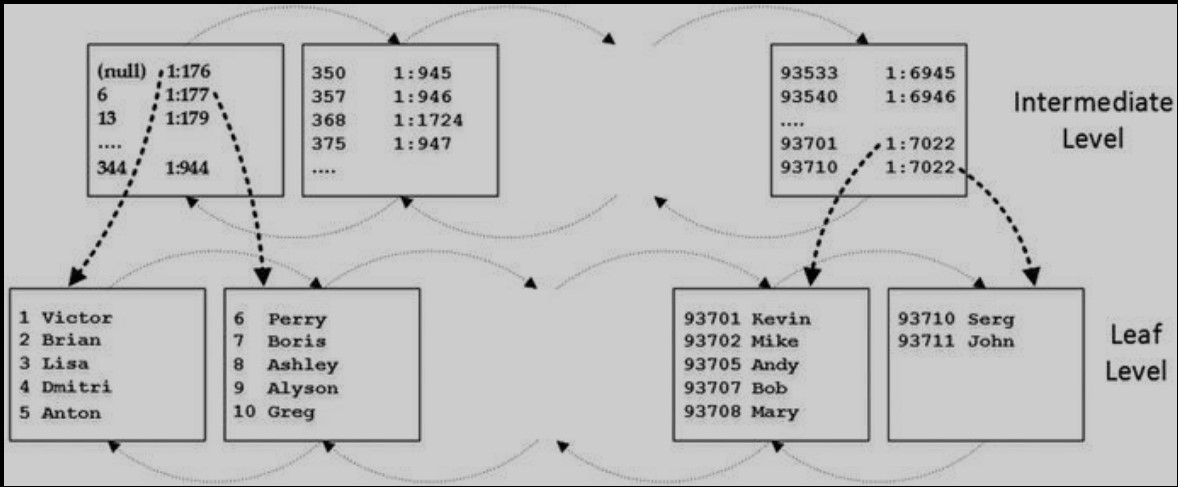 (null) 1:176
6 1:177
13 1:179
....
344 1:944
350 1:945
357 1:946
368 1:1724
375 1:947
....
93533 1:6945
93540 1:6946
....
93701 1:7022
93710 1:7022
Intermediate
Level
1 Victor
2 Brian
3 Lisa
4 Dmitri
5 Anton
6 Perry
7 Boris
8 Ashley
9 Alyson
10 Greg
93701 Kevin
93702 Mike
93705 Andy
93707 Bob
93708 Mary
93710 Serg
93711 John
Leaf
Level